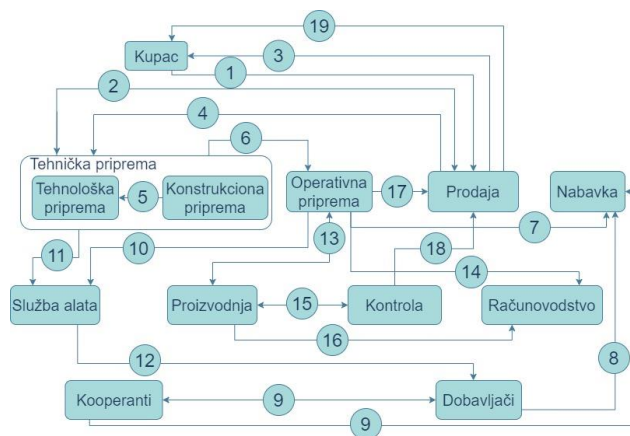 19
Kupac
3
1
2
4
6
Tehnička priprema
Tehnološka
priprema
5
Konstrukciona
priprema
Operativna
priprema
17
Prodaja
Nabavka
7
13
18
10
11
14
Služba alata
Proizvodnja
15
Kontrola
Računovodstvo
16
12
8
Kooperanti
9
Dobavljači
9